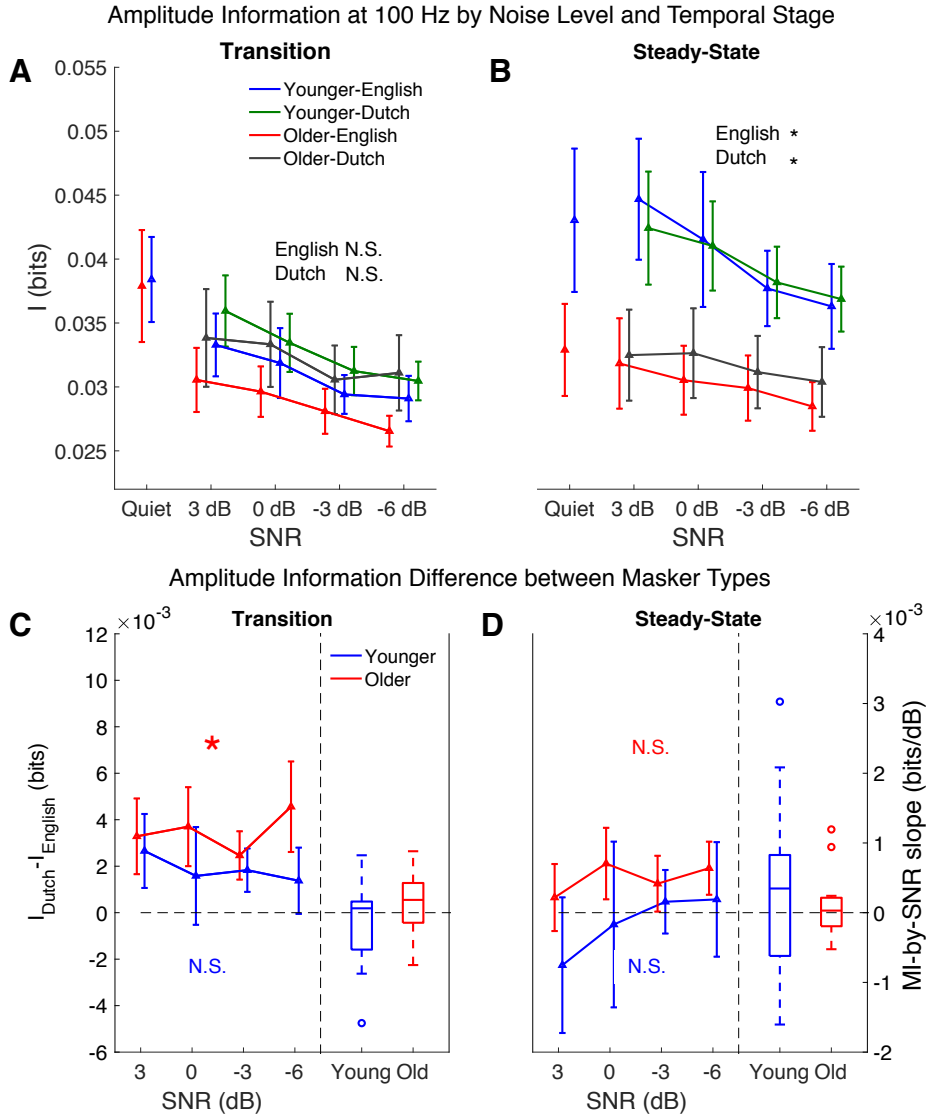 Amplitude Information at 100 Hz by Noise Level and Temporal Stage
A
Transition
B
Steady-State
0.055
0.05
0.045
0.04
0.035
0.03
0.025
I (bits)
Younger-English
Younger-Dutch
Older-English
Older-Dutch
English N.S.
Dutch N.S.
English *
Dutch *
Quiet 3 dB 0 dB -3 dB -6 dB
SNR
Quiet 3 dB 0 dB -3 dB -6 dB
SNR
Amplitude Information Difference between Masker Types
C
×10⁻³
Transition
D
Steady-State
×10⁻³
12
10
8
6
4
2
0
-2
-4
-6
I_Dutch-I_English (bits)
Younger
Older
*
N.S.
N.S.
N.S.
4
3
2
1
0
-1
-2
MI-by-SNR slope (bits/dB)
3 0 -3 -6 Young Old
SNR (dB)
3 0 -3 -6 Young Old
SNR (dB)